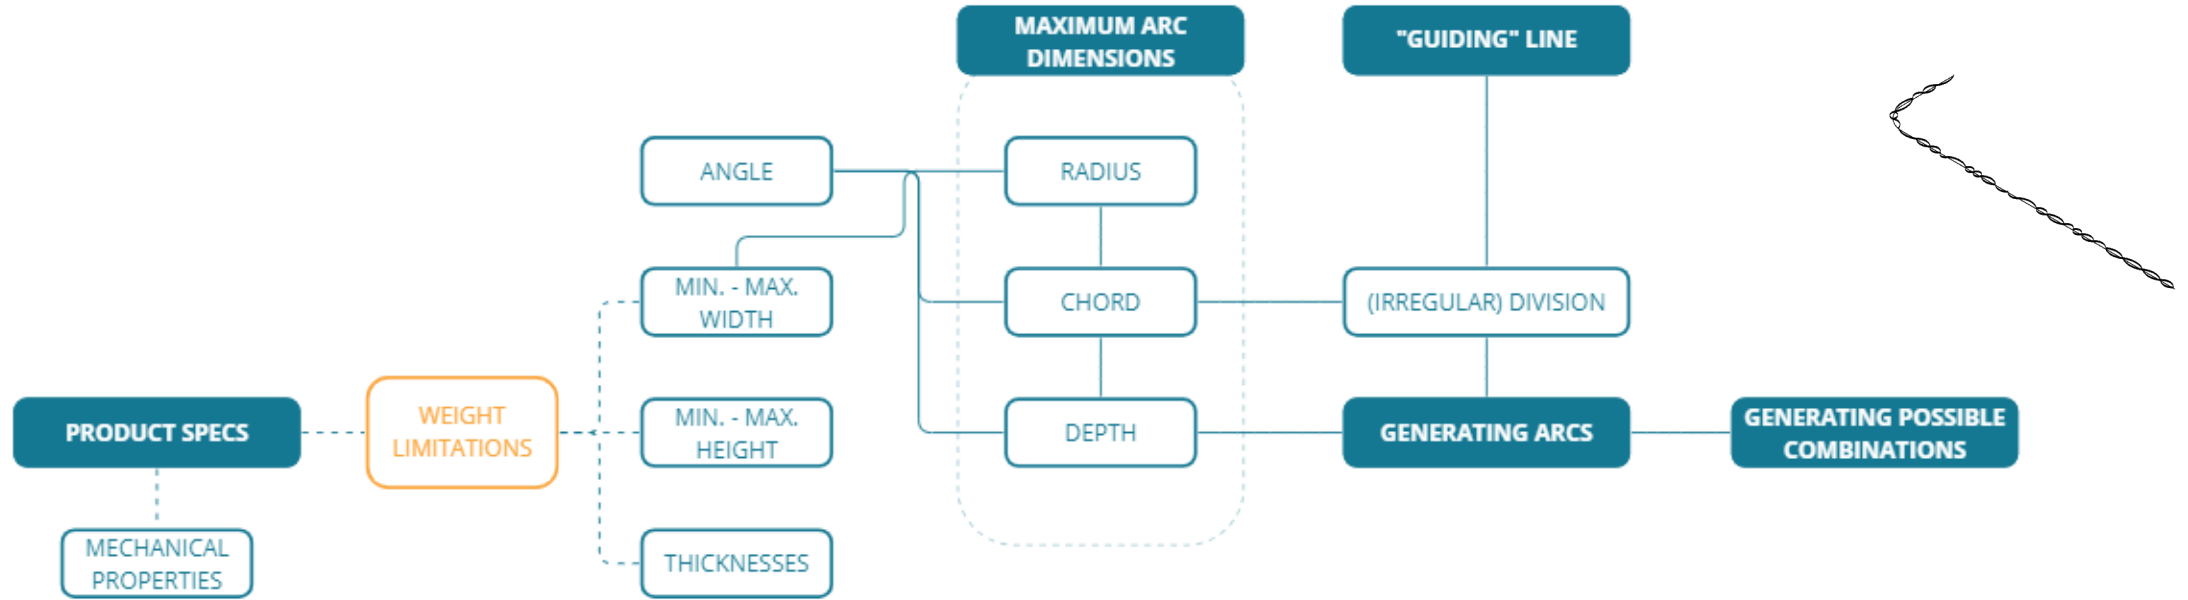 MAXIMUM ARC
DIMENSIONS
"GUIDING" LINE
ANGLE
RADIUS
MIN. - MAX.
WIDTH
CHORD
(IRREGULAR) DIVISION
PRODUCT SPECS
WEIGHT
LIMITATIONS
MIN. - MAX.
HEIGHT
DEPTH
GENERATING ARCS
GENERATING POSSIBLE
COMBINATIONS
MECHANICAL
PROPERTIES
THICKNESSES